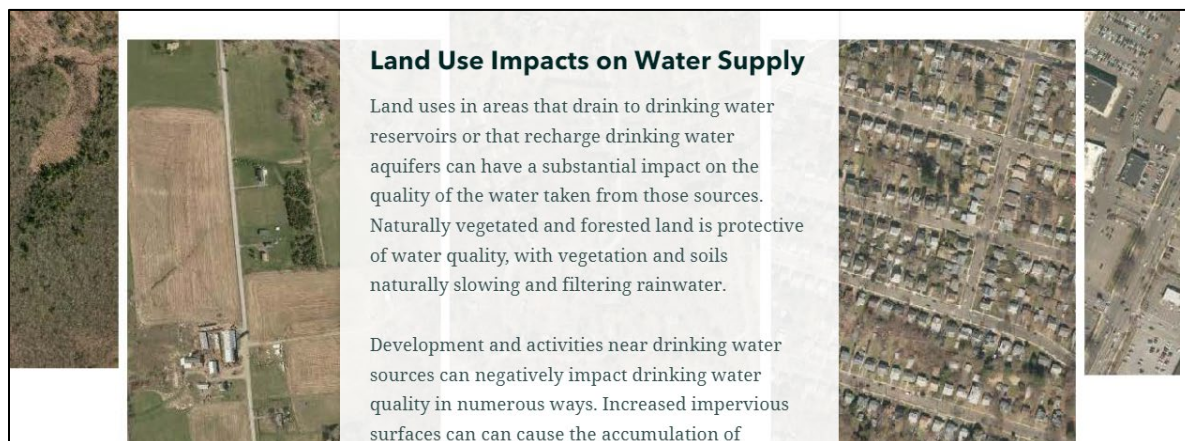 Land Use Impacts on Water Supply
Land uses in areas that drain to drinking water
reservoirs or that recharge drinking water
aquifers can have a substantial impact on the
quality of the water taken from those sources.
Naturally vegetated and forested land is protective
of water quality, with vegetation and soils
naturally slowing and filtering rainwater.
Development and activities near drinking water
sources can negatively impact drinking water
quality in numerous ways. Increased impervious
surfaces can can cause the accumulation of